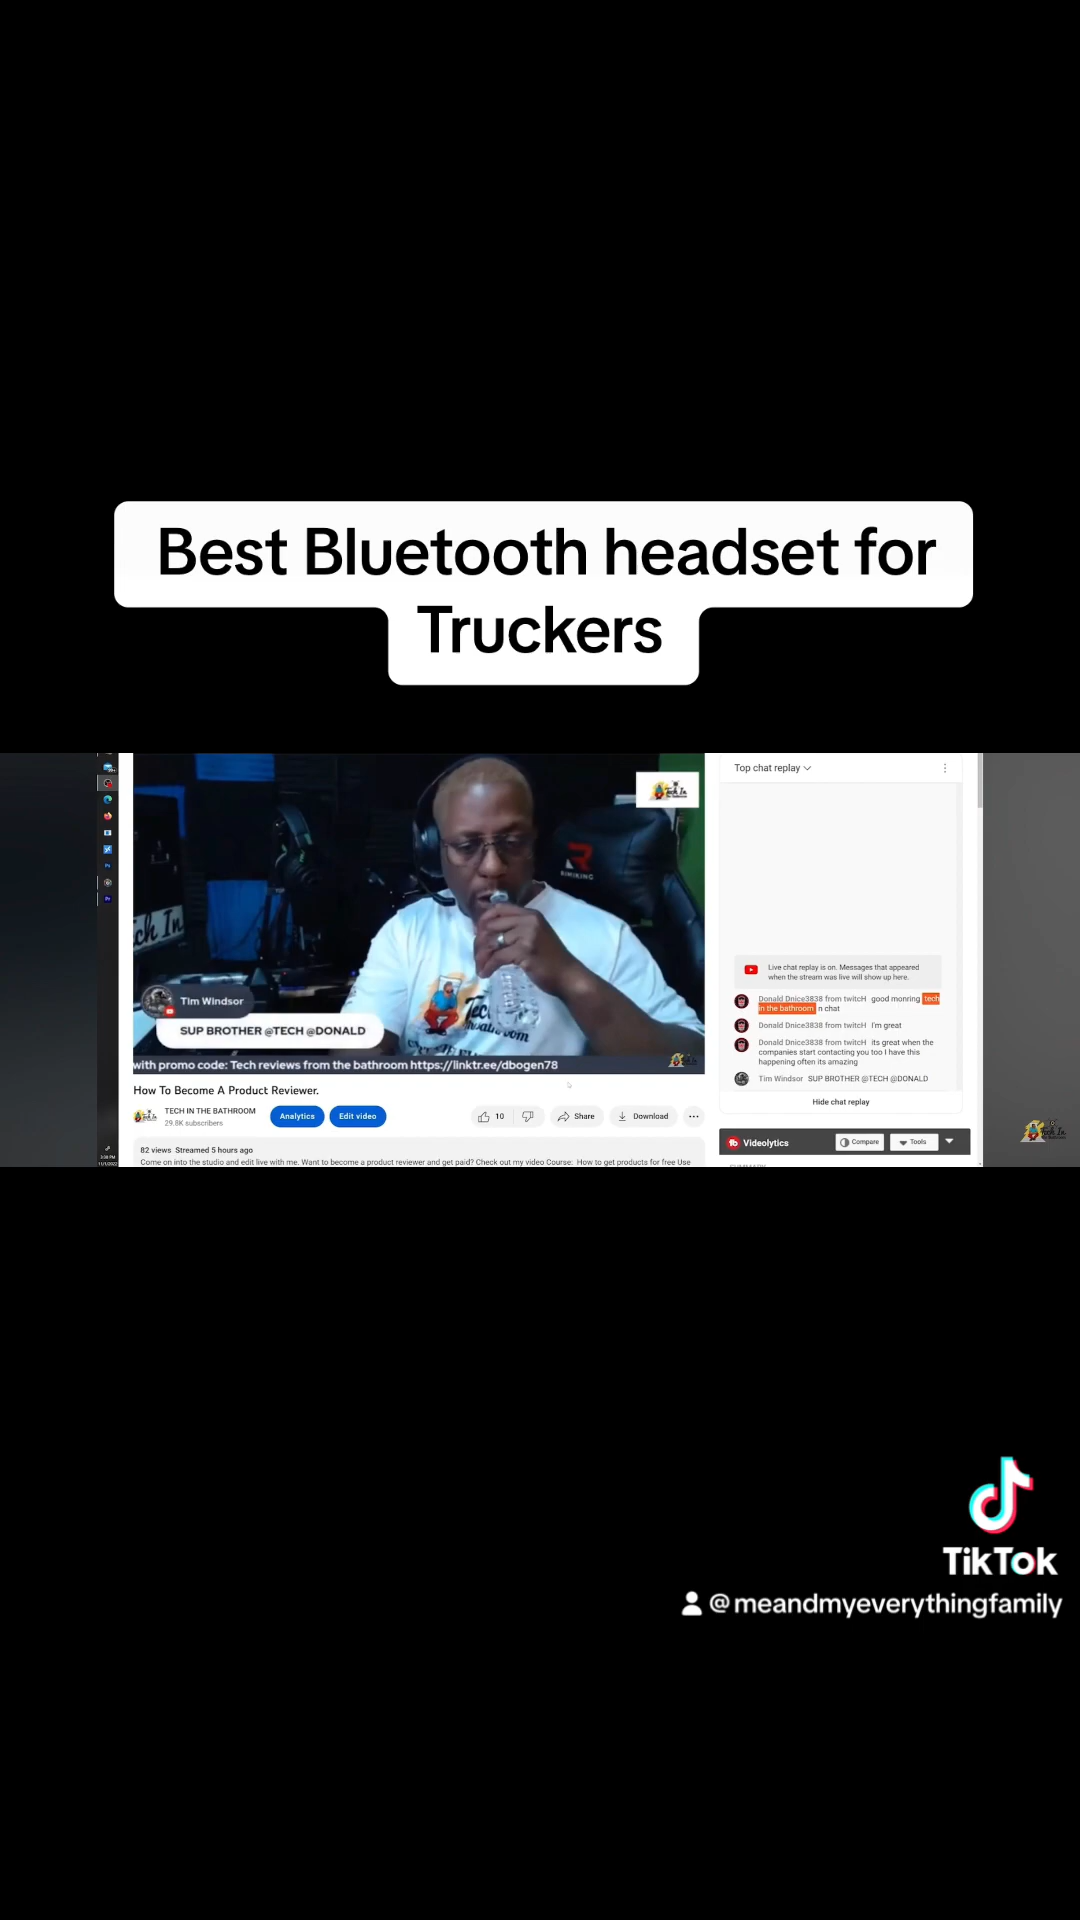 Best Bluetooth headset for
Truckers
Top chat replay
Tech In
RIMIKING
ch In
Tim Windsor
SUP BROTHER @TECH @DONALD
with promo code: Tech reviews from the bathroom https://linktr.ee/dbogen78
How To Become A Product Reviewer.
TECH IN THE BATHROOM
29.8K subscribers
Analytics
Edit video
10
Share
Download
82 views Streamed 5 hours ago
Come on into the studio and edit live with me. Want to become a product reviewer and get paid? Check out my video Course: How to get products for free Use
Live chat replay is on. Messages that appeared
when the stream was live will show up here.
Donald Dnice3838 from twitcH good monring tech
in the bathroom n chat
Donald Dnice3838 from twitcH I'm great
Donald Dnice3838 from twitcH its great when the
companies start contacting you too I have this
happening often its amazing
Tim Windsor SUP BROTHER @TECH @DONALD
Hide chat replay
Videolytics
Compare
Tools
TikTok
@meandmyeverythingfamily